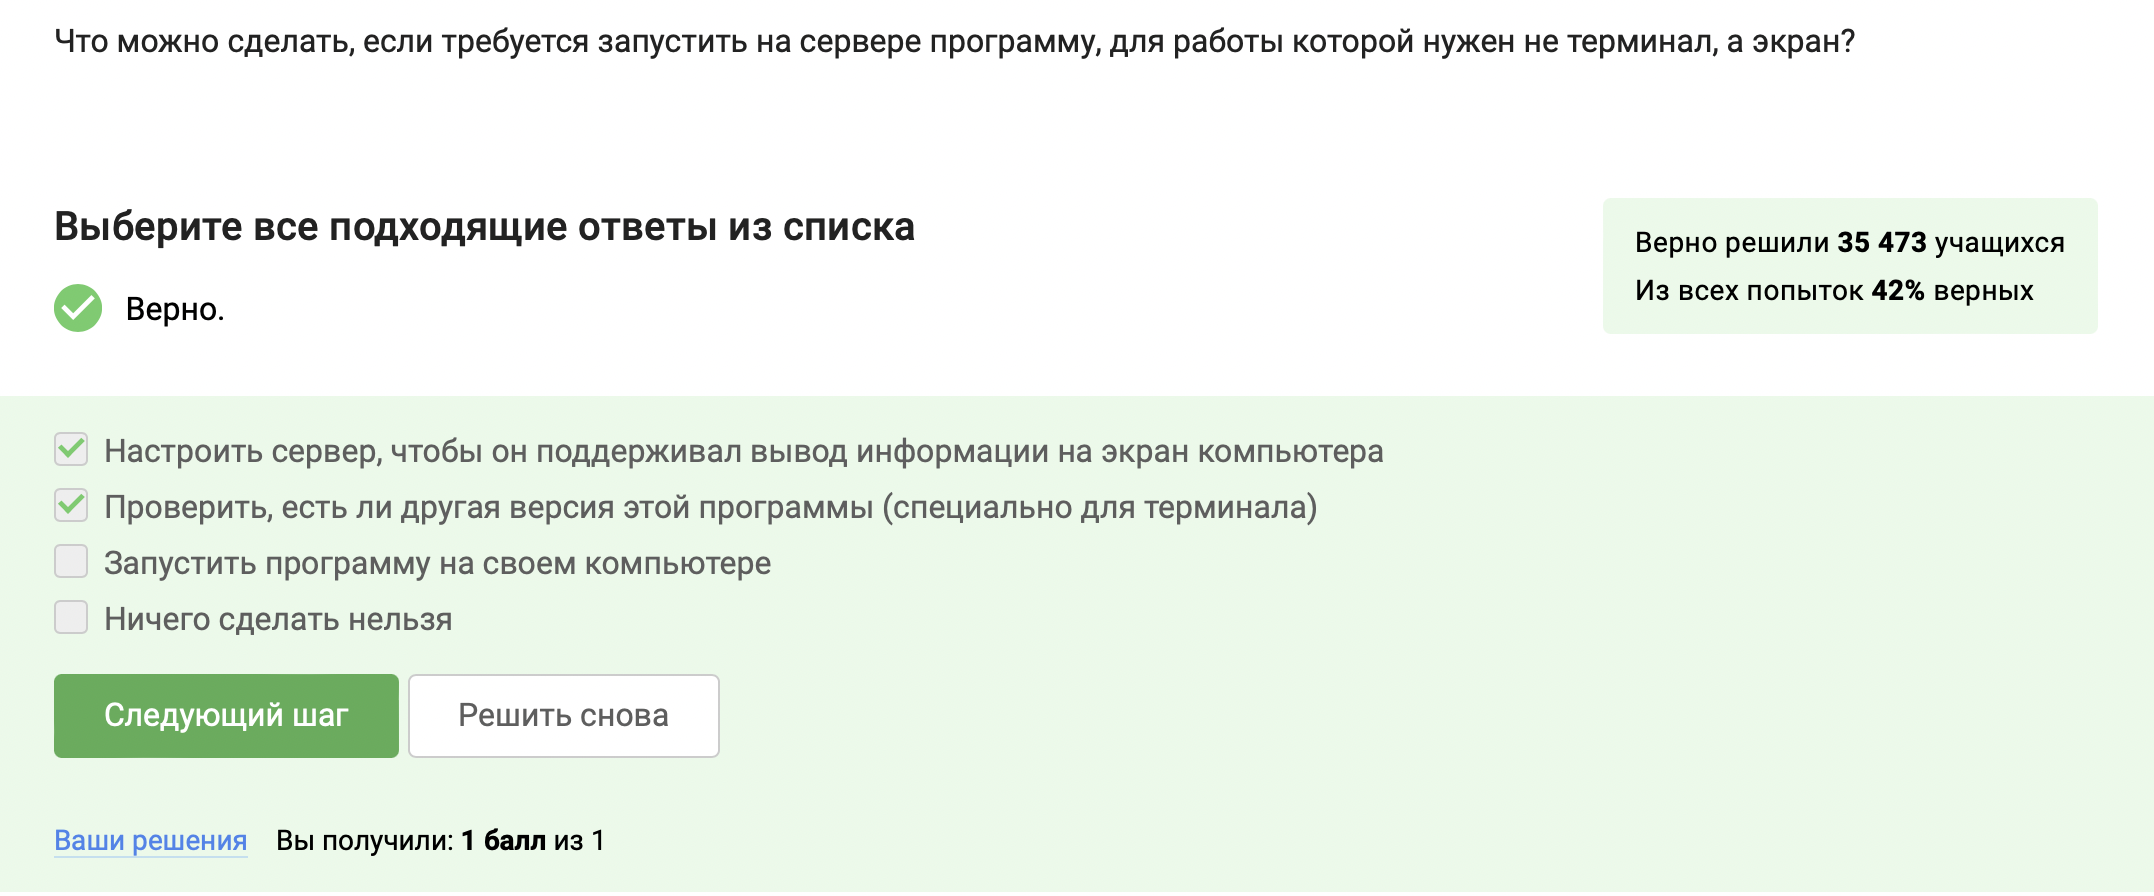 Что можно сделать, если требуется запустить на сервере программу, для работы которой нужен не терминал, а экран?
Выберите все подходящие ответы из списка
Верно.
Верно решили 35 473 учащихся
Из всех попыток 42% верных
Настроить сервер, чтобы он поддерживал вывод информации на экран компьютера
Проверить, есть ли другая версия этой программы (специально для терминала)
Запустить программу на своем компьютере
Ничего сделать нельзя
Следующий шаг
Решить снова
Ваши решения Вы получили: 1 балл из 1